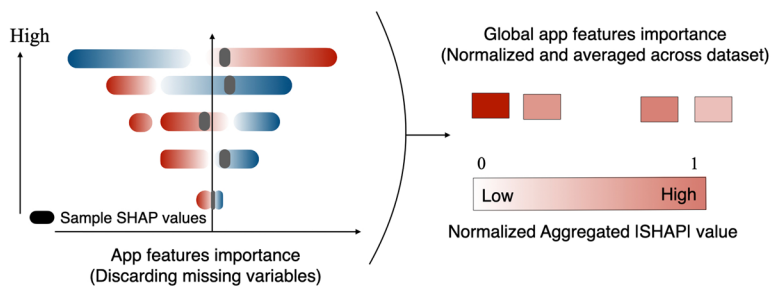 High
Sample SHAP values
App features importance
(Discarding missing variables)
Global app features importance
(Normalized and averaged across dataset)
0 1
Low High
Normalized Aggregated |SHAP| value